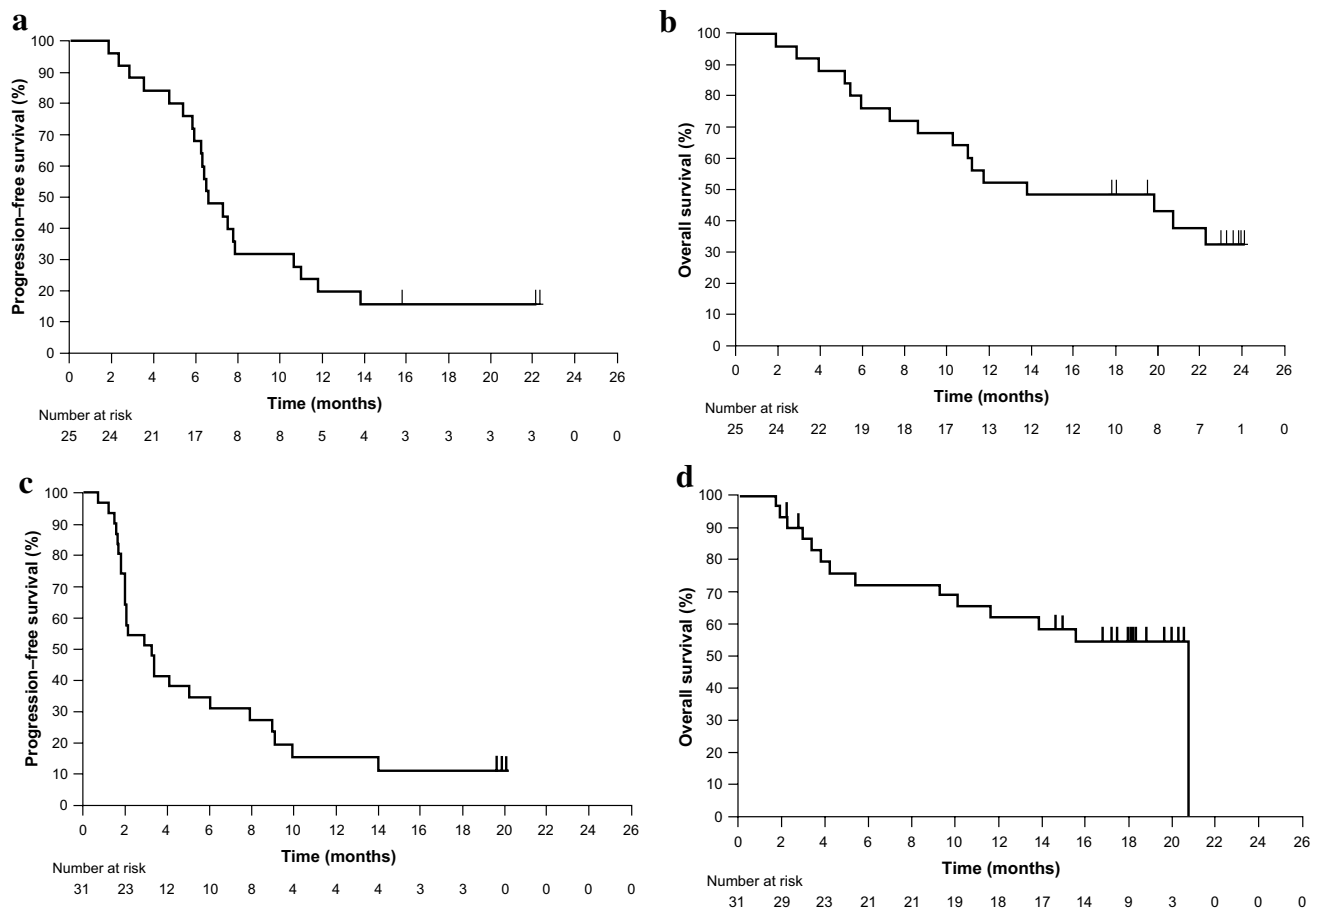 a
Progression–free survival (%)
100
90
80
70
60
50
40
30
20
10
0
0 2 4 6 8 10 12 14 16 18 20 22 24 26
Time (months)
Number at risk
25 24 21 17 8 8 5 4 3 3 3 3 0 0
b
Overall survival (%)
100
90
80
70
60
50
40
30
20
10
0
0 2 4 6 8 10 12 14 16 18 20 22 24 26
Time (months)
Number at risk
25 24 22 19 18 17 13 12 12 10 8 7 1 0
c
Progression–free survival (%)
100
90
80
70
60
50
40
30
20
10
0
0 2 4 6 8 10 12 14 16 18 20 22 24 26
Time (months)
Number at risk
31 23 12 10 8 4 4 4 3 3 0 0 0 0
d
Overall survival (%)
100
90
80
70
60
50
40
30
20
10
0
0 2 4 6 8 10 12 14 16 18 20 22 24 26
Time (months)
Number at risk
31 29 23 21 21 19 18 17 14 9 3 0 0 0